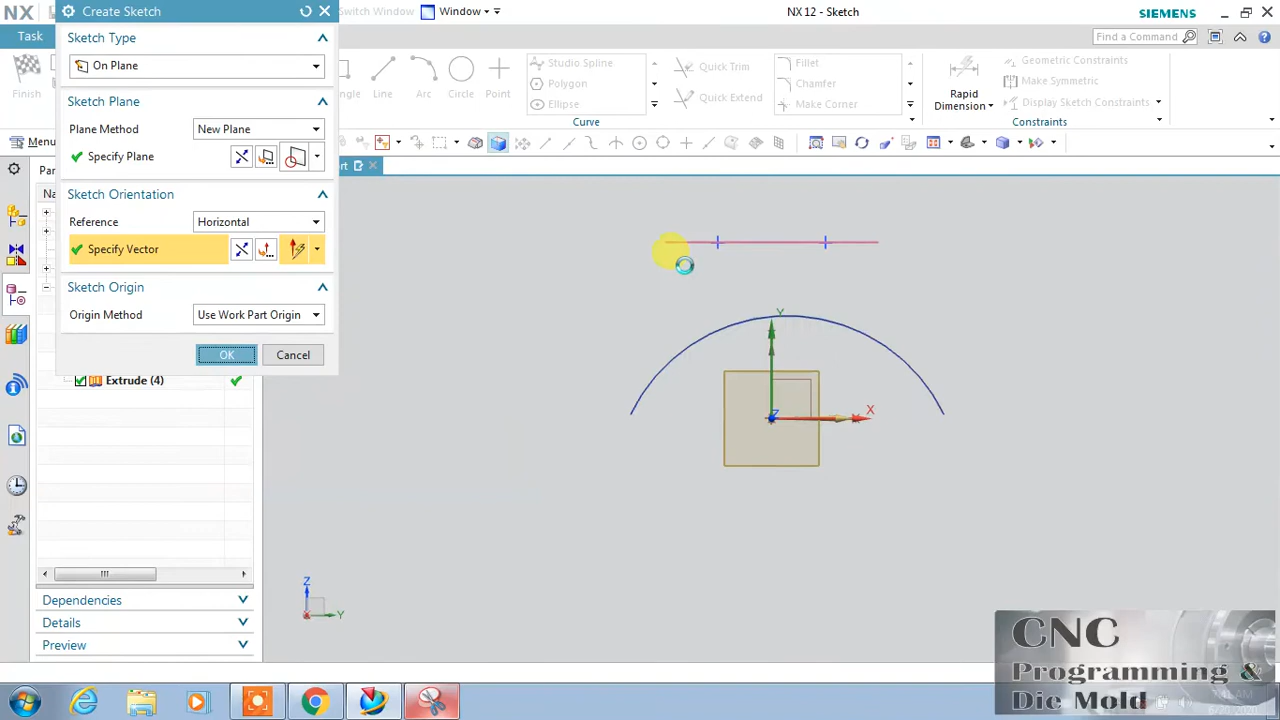 NX
Create Sketch
Switch Window
Window
NX 12 - Sketch
SIEMENS
Task
Sketch Type
Find a Command
On Plane
Finish
Line
Arc
Circle
Point
Studio Spline
Polygon
Ellipse
Curve
Quick Trim
Quick Extend
Fillet
Chamfer
Make Corner
Rapid
Dimension
Geometric Constraints
Make Symmetric
Display Sketch Constraints
Constraints
Sketch Plane
Plane Method
New Plane
Menu
Specify Plane
Sketch Orientation
Reference
Horizontal
Specify Vector
Sketch Origin
Origin Method
Use Work Part Origin
OK
Cancel
Extrude (4)
Y
Z
X
Z
Y
Dependencies
Details
Preview
CNC
Programming &
Die Mold